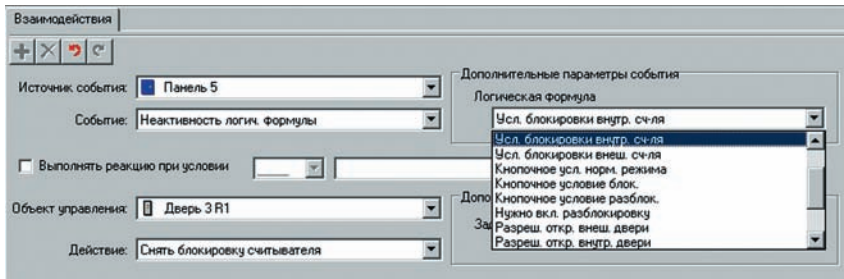 Взаимодействия
Источник события: Панель 5
Событие: Неактивность логич. формулы
Выполнять реакцию при условии
Объект управления: Дверь 3 R1
Действие: Снять блокировку считывателя
Дополнительные параметры события
Логическая формула
Усл. блокировки внутр. сч-ля
Усл. блокировки внутр. сч-ля
Усл. блокировки внеш. сч-ля
Кнопочное усл. норм. режима
Кнопочное условие блок.
Кнопочное условие разблок.
Нужно вкл. разблокировку
Разреш. откр. внеш. двери
Разреш. откр. внутр. двери
Допо